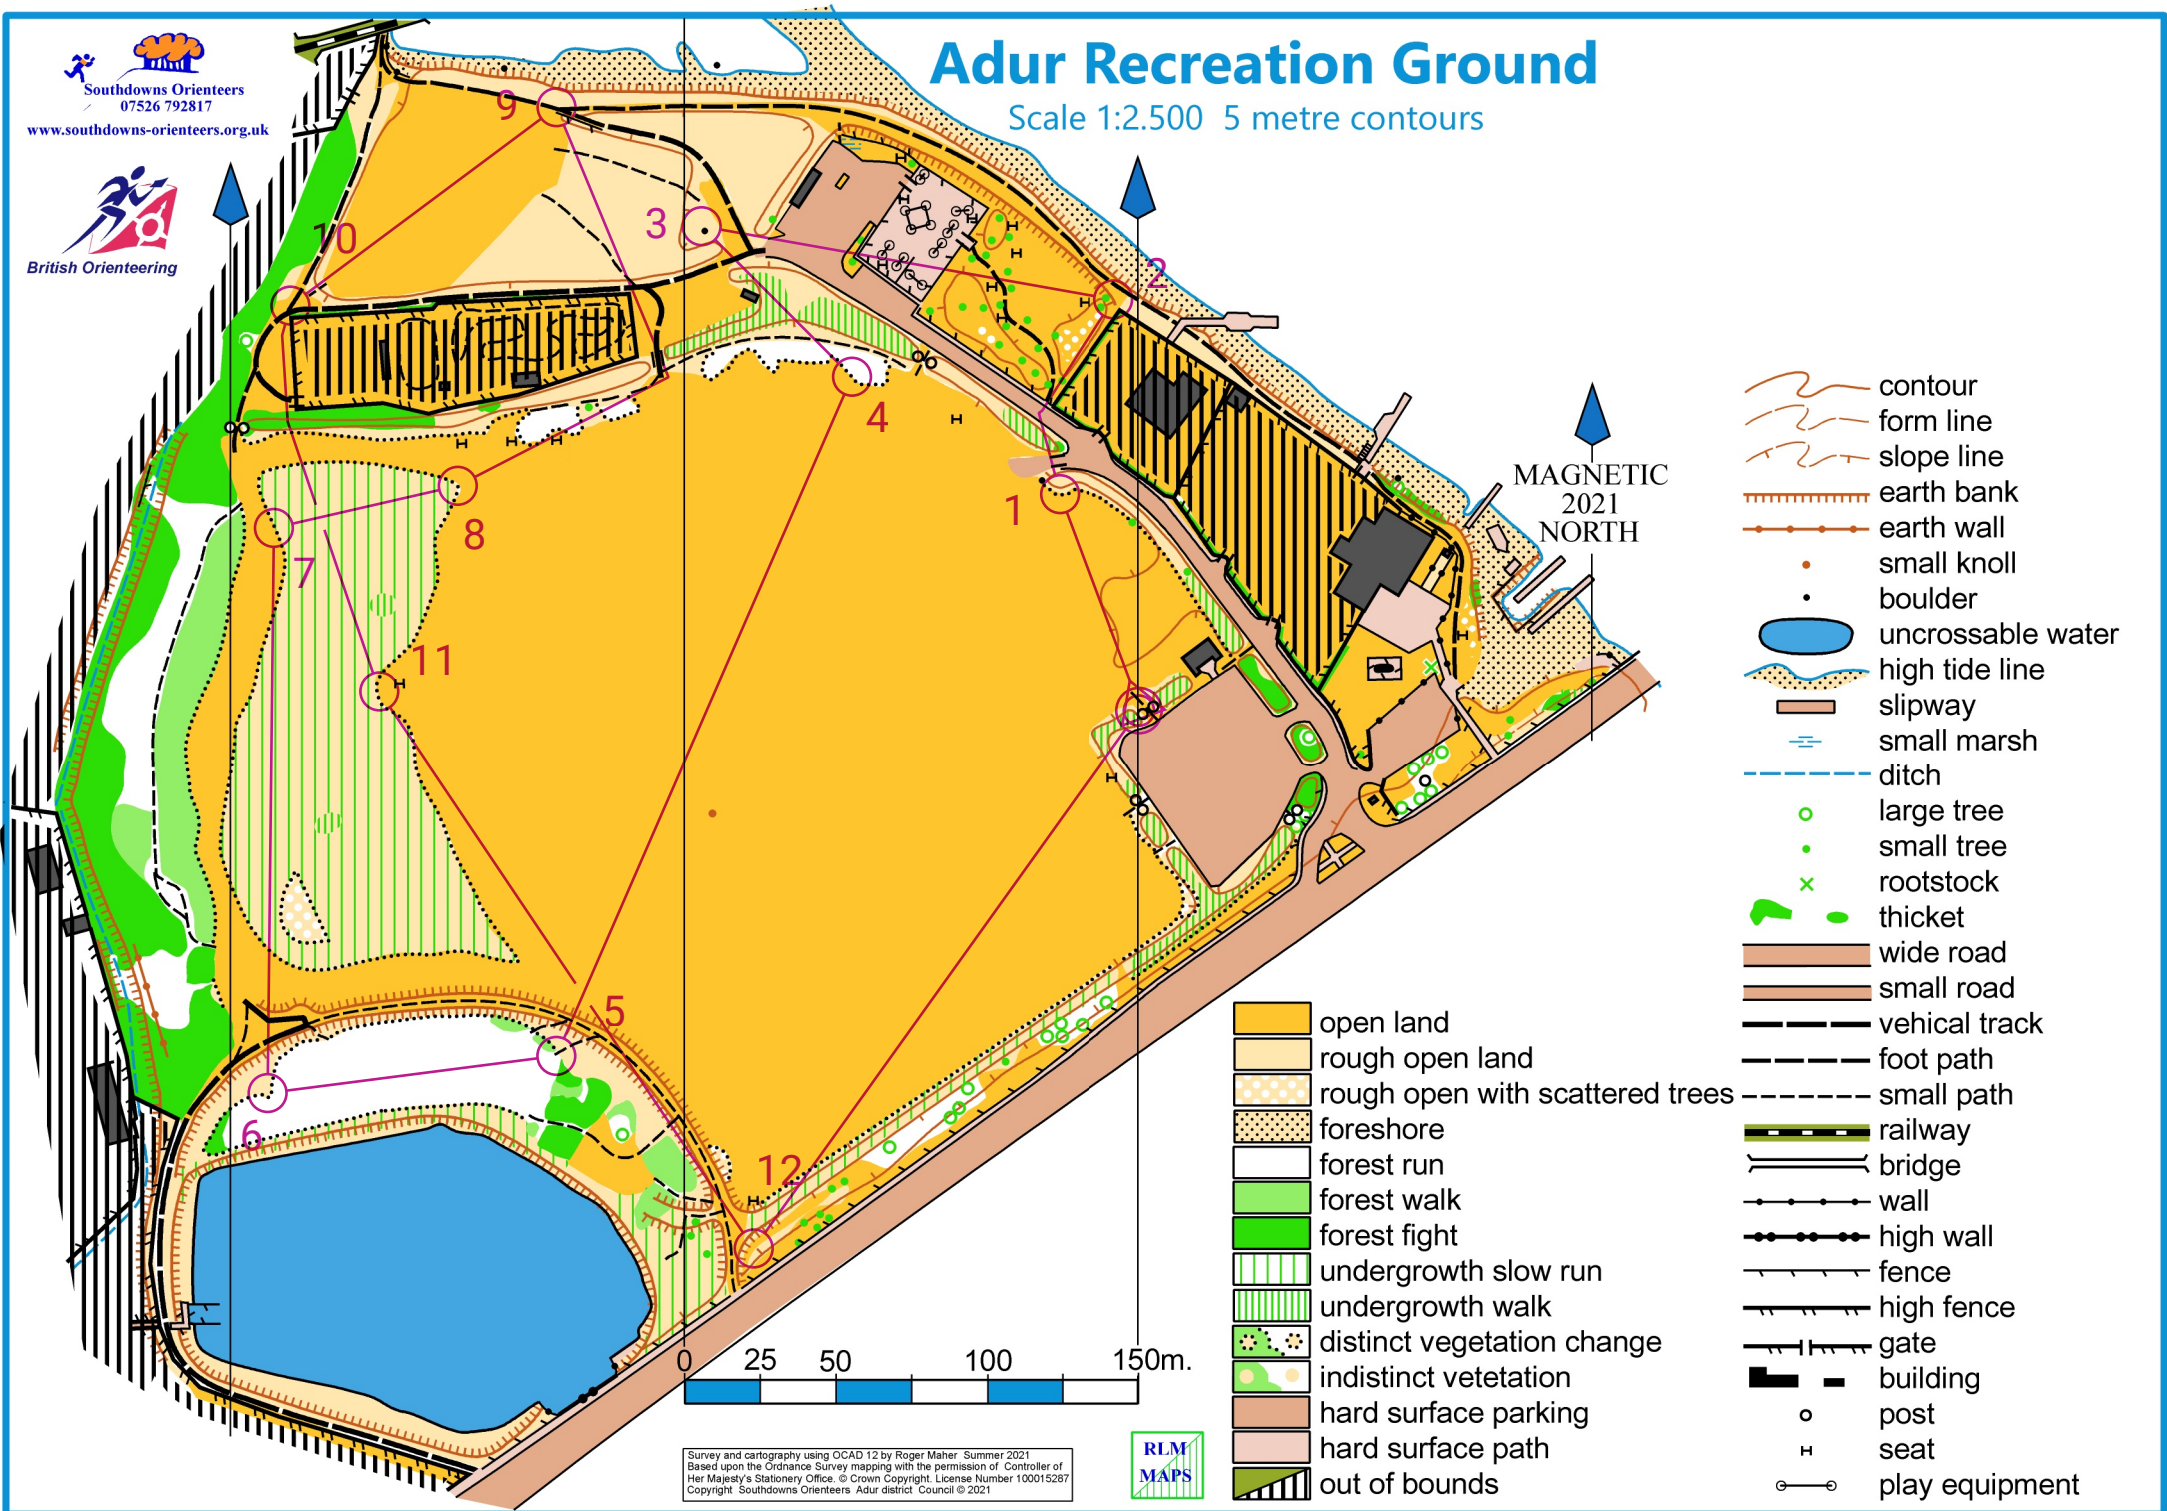 Adur Recreation Ground
Scale 1:2.500 5 metre contours
Southdowns Orienteers
07526 792817
www.southdowns-orienteers.org.uk
British Orienteering
9
3
10
2
4
1
8
7
11
5
6
12
MAGNETIC
2021
NORTH
contour
form line
slope line
earth bank
earth wall
small knoll
boulder
uncrossable water
high tide line
slipway
small marsh
ditch
large tree
small tree
rootstock
thicket
wide road
small road
vehical track
foot path
small path
railway
bridge
wall
high wall
fence
high fence
gate
building
post
seat
play equipment
open land
rough open land
rough open with scattered trees
foreshore
forest run
forest walk
forest fight
undergrowth slow run
undergrowth walk
distinct vegetation change
indistinct vetetation
hard surface parking
hard surface path
out of bounds
0 25 50 100 150m.
Survey and cartography using OCAD 12 by Roger Maher Summer 2021
Based upon the Ordnance Survey mapping with the permission of Controller of
Her Majesty's Stationery Office. © Crown Copyright. License Number 100015287
Copyright Southdowns Orienteers Adur district Council © 2021
RLM
MAPS